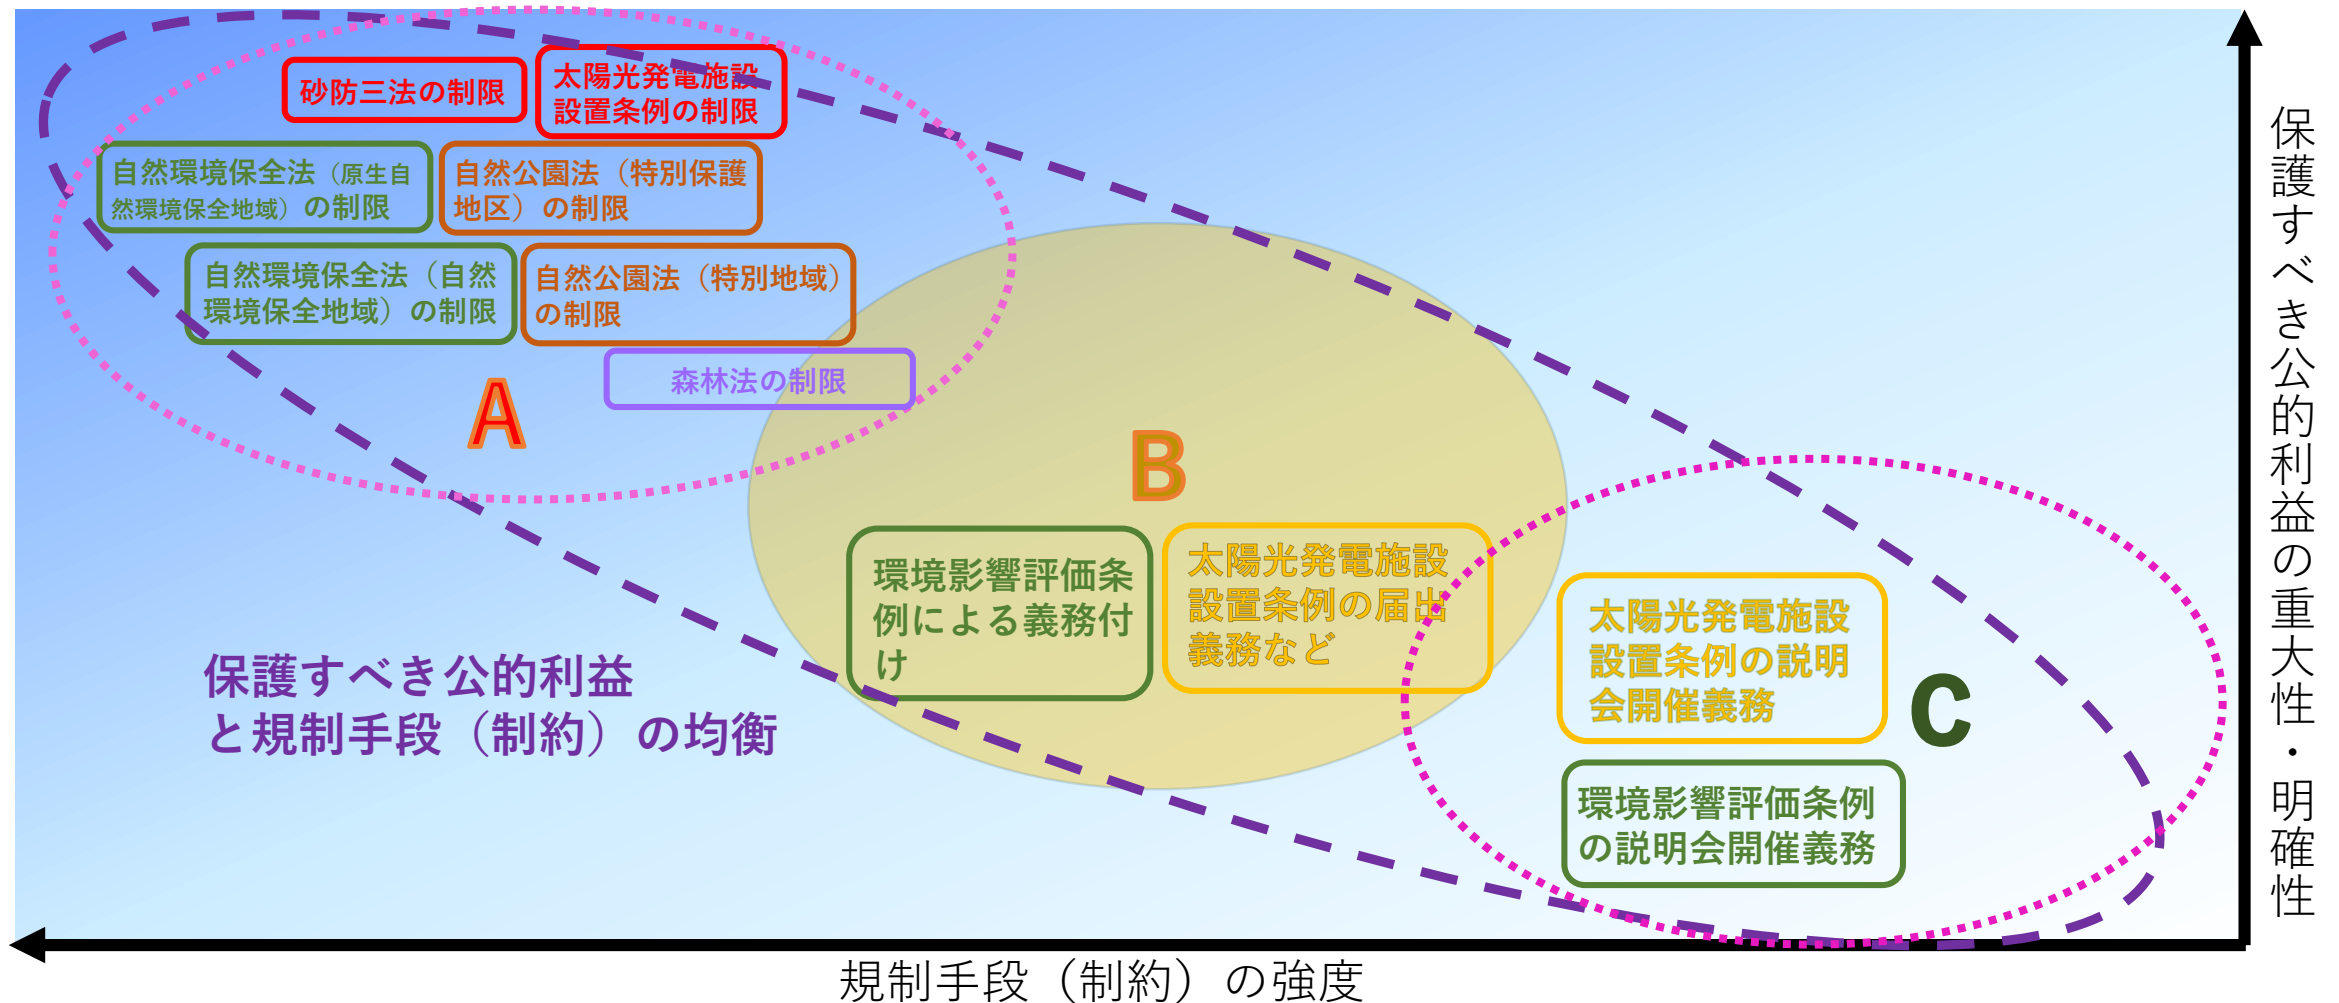 砂防三法の制限
太陽光発電施設
設置条例の制限
自然環境保全法（原生自
然環境保全地域）の制限
自然公園法（特別保護
地区）の制限
自然環境保全法（自然
環境保全地域）の制限
自然公園法（特別地域）
の制限
森林法の制限
A
B
環境影響評価条
例による義務付
け
太陽光発電施設
設置条例の届出
義務など
太陽光発電施設
設置条例の説明
会開催義務
C
環境影響評価条例
の説明会開催義務
保護すべき公的利益
と規制手段（制約）の均衡
規制手段（制約）の強度
保護すべき公的利益の重大性・明確性